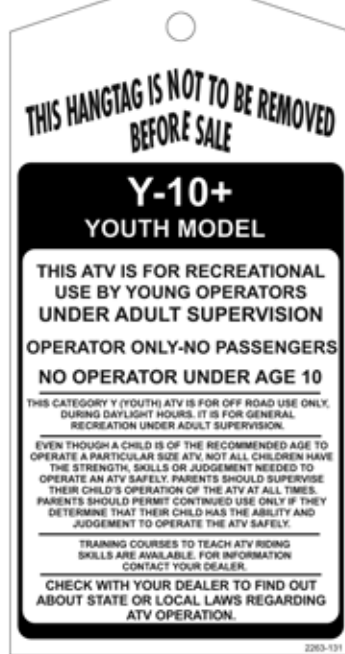 THIS HANGTAG IS NOT TO BE REMOVED
BEFORE SALE
Y-10+
YOUTH MODEL
THIS ATV IS FOR RECREATIONAL
USE BY YOUNG OPERATORS
UNDER ADULT SUPERVISION
OPERATOR ONLY-NO PASSENGERS
NO OPERATOR UNDER AGE 10
THIS CATEGORY Y (YOUTH) ATV IS FOR OFF ROAD USE ONLY,
DURING DAYLIGHT HOURS. IT IS FOR GENERAL
RECREATION UNDER ADULT SUPERVISION.
EVEN THOUGH A CHILD IS OF THE RECOMMENDED AGE TO
OPERATE A PARTICULAR SIZE ATV, NOT ALL CHILDREN HAVE
THE STRENGTH, SKILLS OR JUDGEMENT NEEDED TO
OPERATE AN ATV SAFELY. PARENTS SHOULD SUPERVISE
THEIR CHILD'S OPERATION OF THE ATV AT ALL TIMES.
PARENTS SHOULD PERMIT CONTINUED USE ONLY IF THEY
DETERMINE THAT THEIR CHILD HAS THE ABILITY AND
JUDGEMENT TO OPERATE THE ATV SAFELY.
TRAINING COURSES TO TEACH ATV RIDING
SKILLS ARE AVAILABLE. FOR INFORMATION
CONTACT YOUR DEALER.
CHECK WITH YOUR DEALER TO FIND OUT
ABOUT STATE OR LOCAL LAWS REGARDING
ATV OPERATION.
2263-131